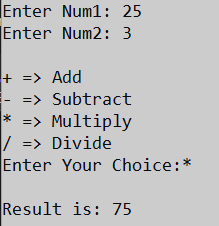 Enter Num1: 25
Enter Num2: 3
+ => Add
- => Subtract
* => Multiply
/ => Divide
Enter Your Choice:*
Result is: 75